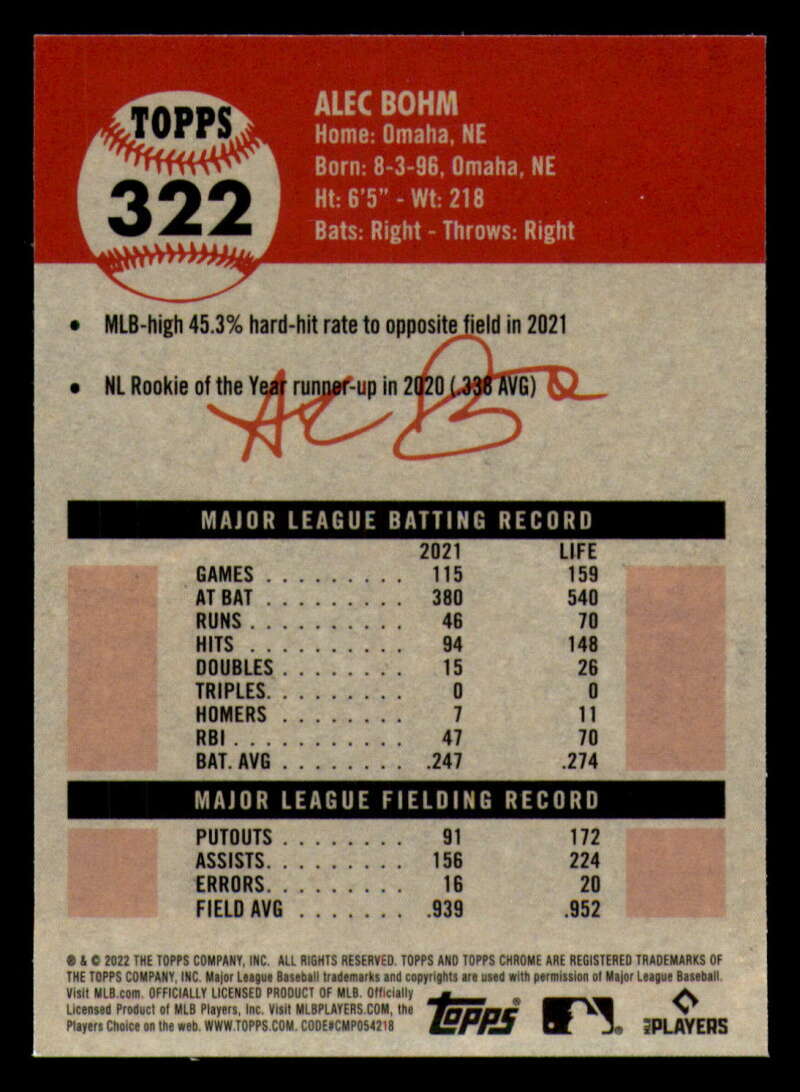 TOPPS
322
ALEC BOHM
Home: Omaha, NE
Born: 8-3-96, Omaha, NE
Ht: 6'5" - Wt: 218
Bats: Right - Throws: Right
• MLB-high 45.3% hard-hit rate to opposite field in 2021
• NL Rookie of the Year runner-up in 2020 (.338 AVG)
MAJOR LEAGUE BATTING RECORD
2021 LIFE
GAMES . . . . . . . . . 115 159
AT BAT . . . . . . . . . 380 540
RUNS . . . . . . . . . . 46 70
HITS . . . . . . . . . . 94 148
DOUBLES . . . . . . . . 15 26
TRIPLES. . . . . . . . . 0 0
HOMERS . . . . . . . . 7 11
RBI . . . . . . . . . . . 47 70
BAT. AVG . . . . . . . . .247 .274
MAJOR LEAGUE FIELDING RECORD
PUTOUTS . . . . . . . . 91 172
ASSISTS. . . . . . . . . 156 224
ERRORS. . . . . . . . . 16 20
FIELD AVG . . . . . . . .939 .952
® & © 2022 THE TOPPS COMPANY, INC. ALL RIGHTS RESERVED. TOPPS AND TOPPS CHROME ARE REGISTERED TRADEMARKS OF
THE TOPPS COMPANY, INC. Major League Baseball trademarks and copyrights are used with permission of Major League Baseball.
Visit MLB.com. OFFICIALLY LICENSED PRODUCT OF MLB. Officially
Licensed Product of MLB Players, Inc. Visit MLBPLAYERS.COM, the
Players Choice on the web. WWW.TOPPS.COM. CODE#CMP054218
Topps®
MLB PLAYERS